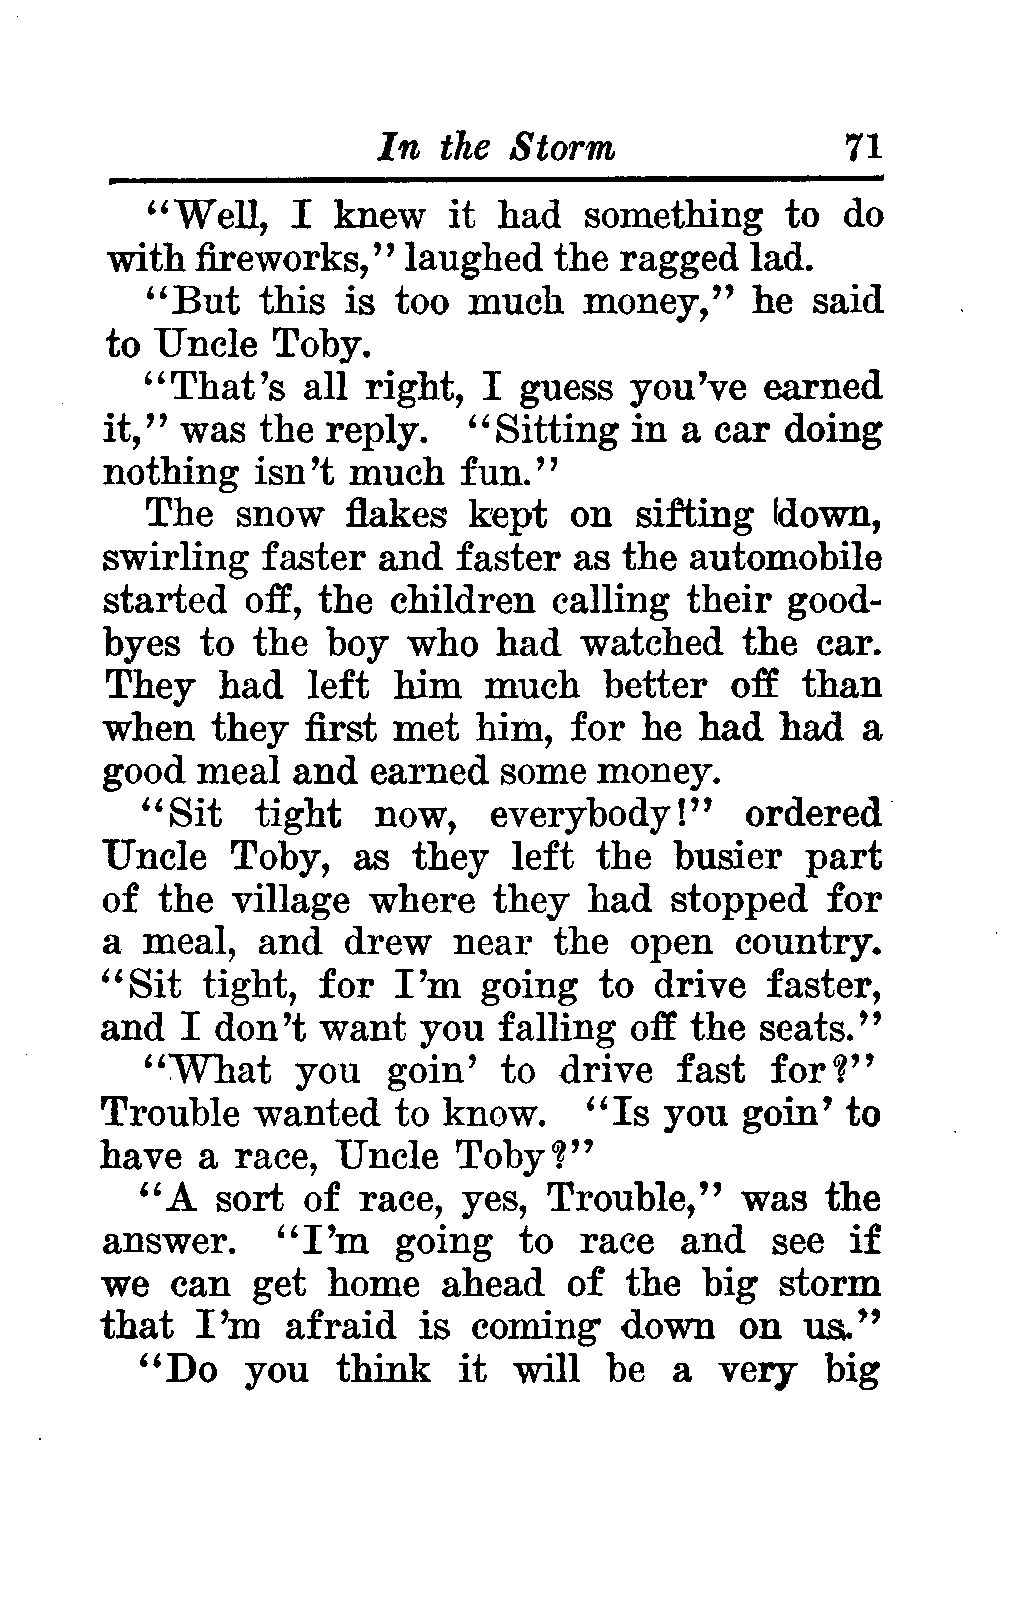 In the Storm 71
"Well, I knew it had something to do
with fireworks," laughed the ragged lad.
"But this is too much money," he said
to Uncle Toby.
"That's all right, I guess you've earned
it," was the reply. "Sitting in a car doing
nothing isn't much fun."
The snow flakes kept on sifting down,
swirling faster and faster as the automobile
started off, the children calling their good-
byes to the boy who had watched the car.
They had left him much better off than
when they first met him, for he had had a
good meal and earned some money.
"Sit tight now, everybody!" ordered
Uncle Toby, as they left the busier part
of the village where they had stopped for
a meal, and drew near the open country.
"Sit tight, for I'm going to drive faster,
and I don't want you falling off the seats."
"What you goin' to drive fast for?"
Trouble wanted to know. "Is you goin' to
have a race, Uncle Toby?"
"A sort of race, yes, Trouble," was the
answer. "I'm going to race and see if
we can get home ahead of the big storm
that I'm afraid is coming down on us."
"Do you think it will be a very big